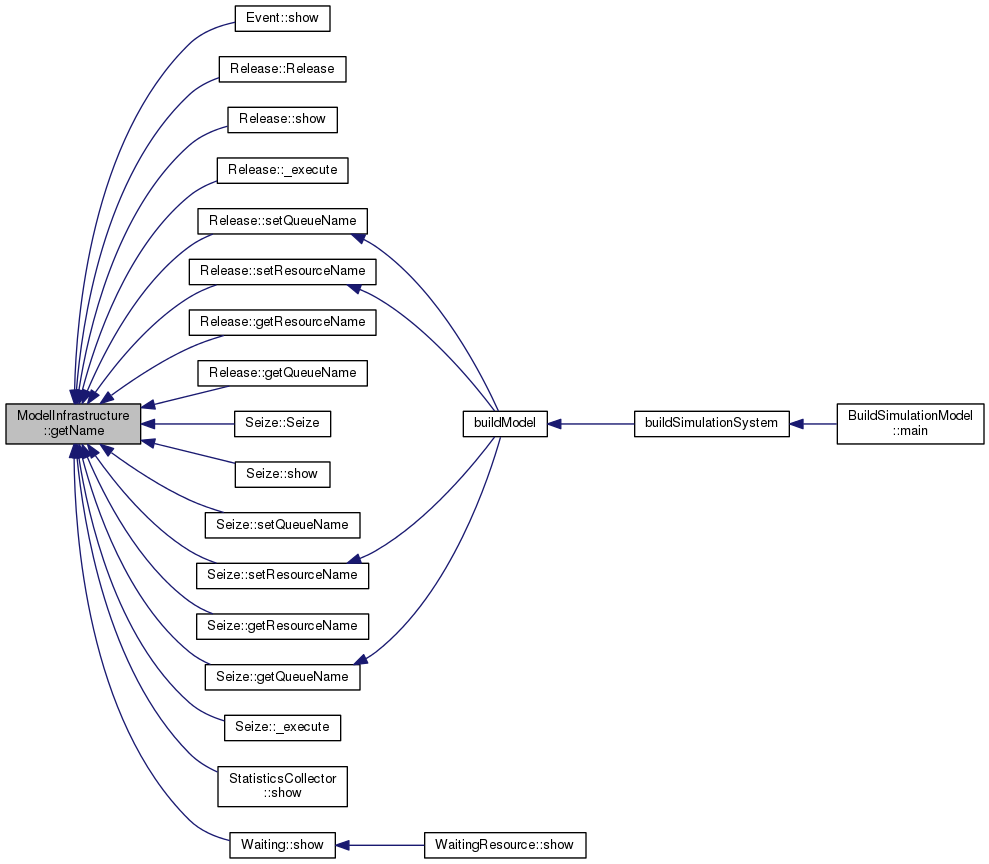 Event::show
Release::Release
Release::show
Release::_execute
Release::setQueueName
Release::setResourceName
Release::getResourceName
Release::getQueueName
ModelInfrastructure
::getName
Seize::Seize
buildModel
buildSimulationSystem
BuildSimulationModel
::main
Seize::show
Seize::setQueueName
Seize::setResourceName
Seize::getResourceName
Seize::getQueueName
Seize::_execute
StatisticsCollector
::show
Waiting::show
WaitingResource::show